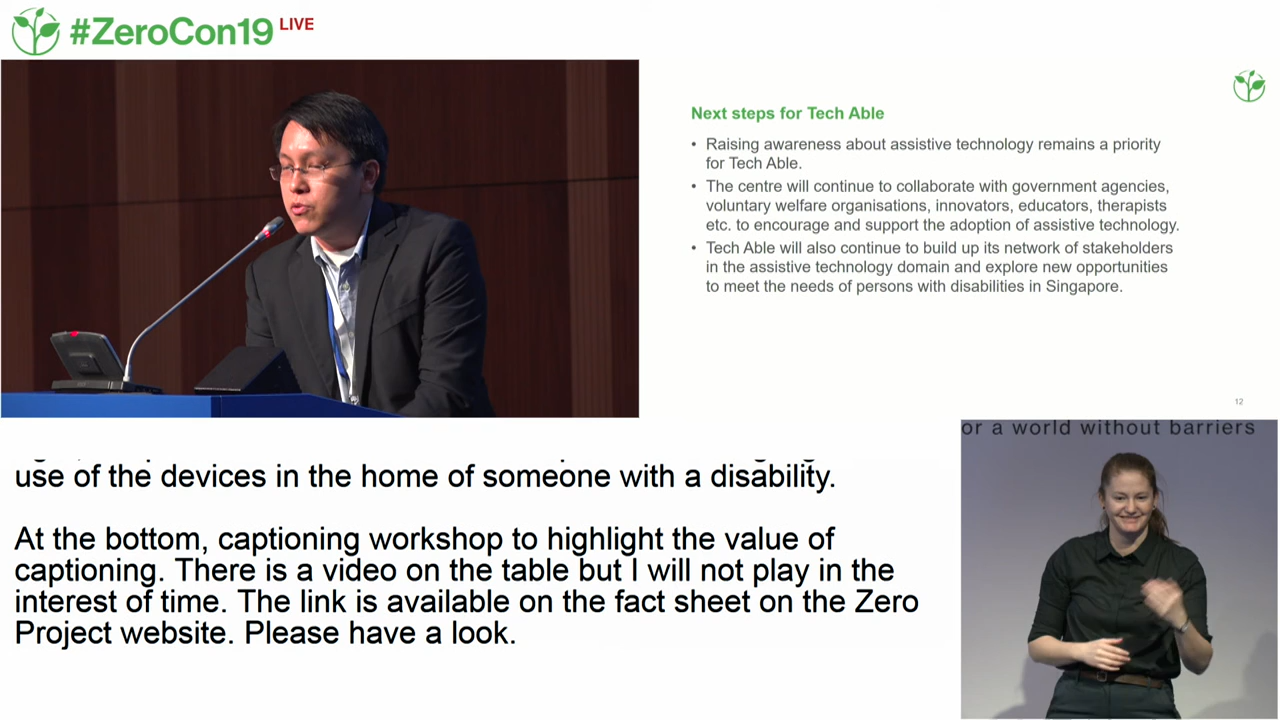 #ZeroCon19 LIVE
Next steps for Tech Able
• Raising awareness about assistive technology remains a priority
for Tech Able.
• The centre will continue to collaborate with government agencies,
voluntary welfare organisations, innovators, educators, therapists
etc. to encourage and support the adoption of assistive technology.
• Tech Able will also continue to build up its network of stakeholders
in the assistive technology domain and explore new opportunities
to meet the needs of persons with disabilities in Singapore.
12
or a world without barriers
use of the devices in the home of someone with a disability.
At the bottom, captioning workshop to highlight the value of
captioning. There is a video on the table but I will not play in the
interest of time. The link is available on the fact sheet on the Zero
Project website. Please have a look.